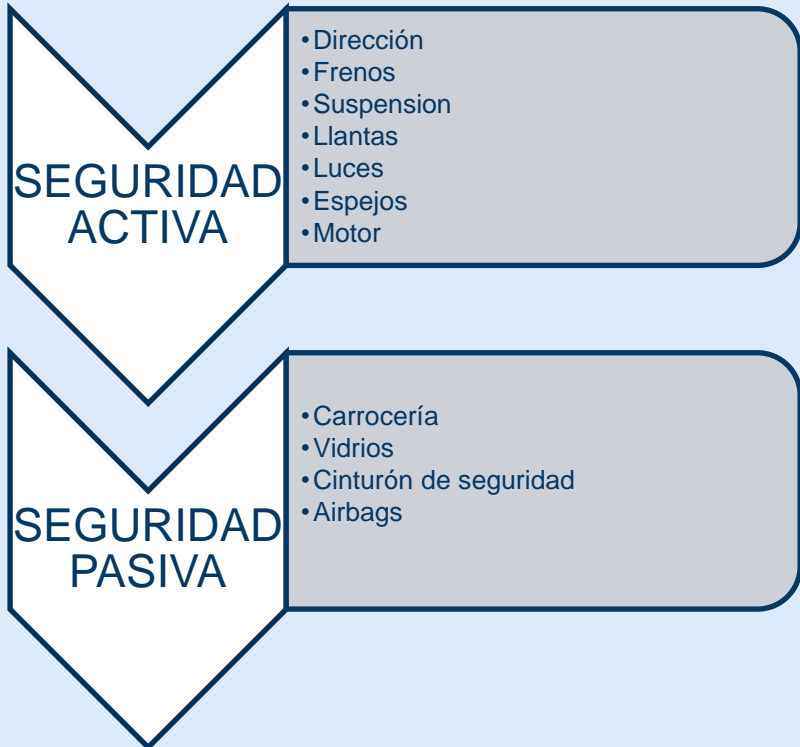 SEGURIDAD
ACTIVA
•Dirección
•Frenos
•Suspension
•Llantas
•Luces
•Espejos
•Motor
SEGURIDAD
PASIVA
•Carrocería
•Vidrios
•Cinturón de seguridad
•Airbags